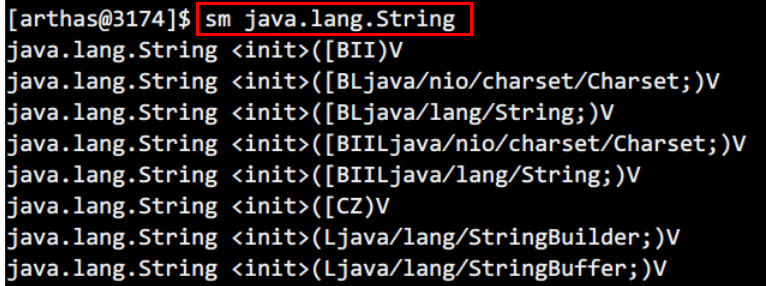 [arthas@3174]$ sm java.lang.String
java.lang.String <init>([BII)V
java.lang.String <init>([BLjava/nio/charset/Charset;)V
java.lang.String <init>([BLjava/lang/String;)V
java.lang.String <init>([BIILjava/nio/charset/Charset;)V
java.lang.String <init>([BIILjava/lang/String;)V
java.lang.String <init>([CZ)V
java.lang.String <init>(Ljava/lang/StringBuilder;)V
java.lang.String <init>(Ljava/lang/StringBuffer;)V